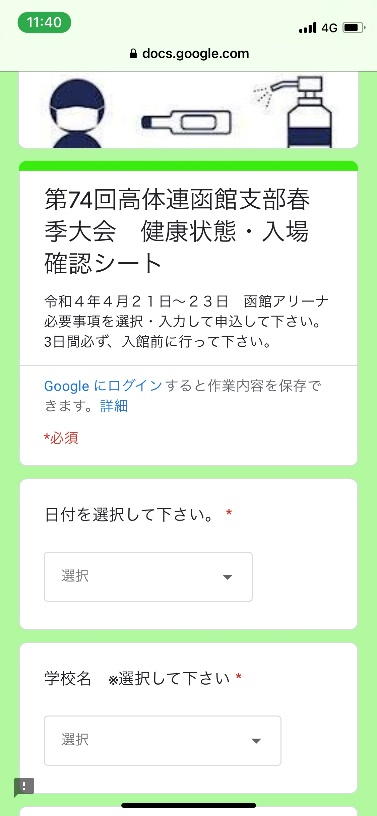 11:40
4G
docs.google.com
第74回高体連函館支部春
季大会　健康状態・入場
確認シート
令和４年４月２１日～２３日　函館アリーナ
必要事項を選択・入力して申込して下さい。
3日間必ず、入館前に行って下さい。
Google にログインすると作業内容を保存で
きます。詳細
*必須
日付を選択して下さい。 *
選択
学校名　※選択して下さい *
選択